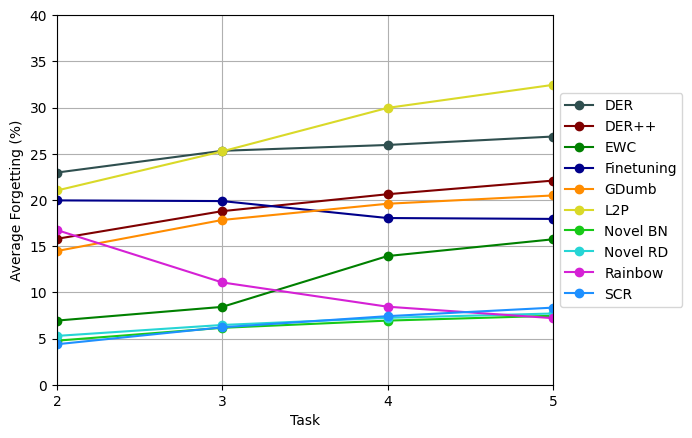 40
35
30
25
20
15
10
5
0
Average Forgetting (%)
2
3
4
5
Task
DER
DER++
EWC
Finetuning
GDumb
L2P
Novel BN
Novel RD
Rainbow
SCR